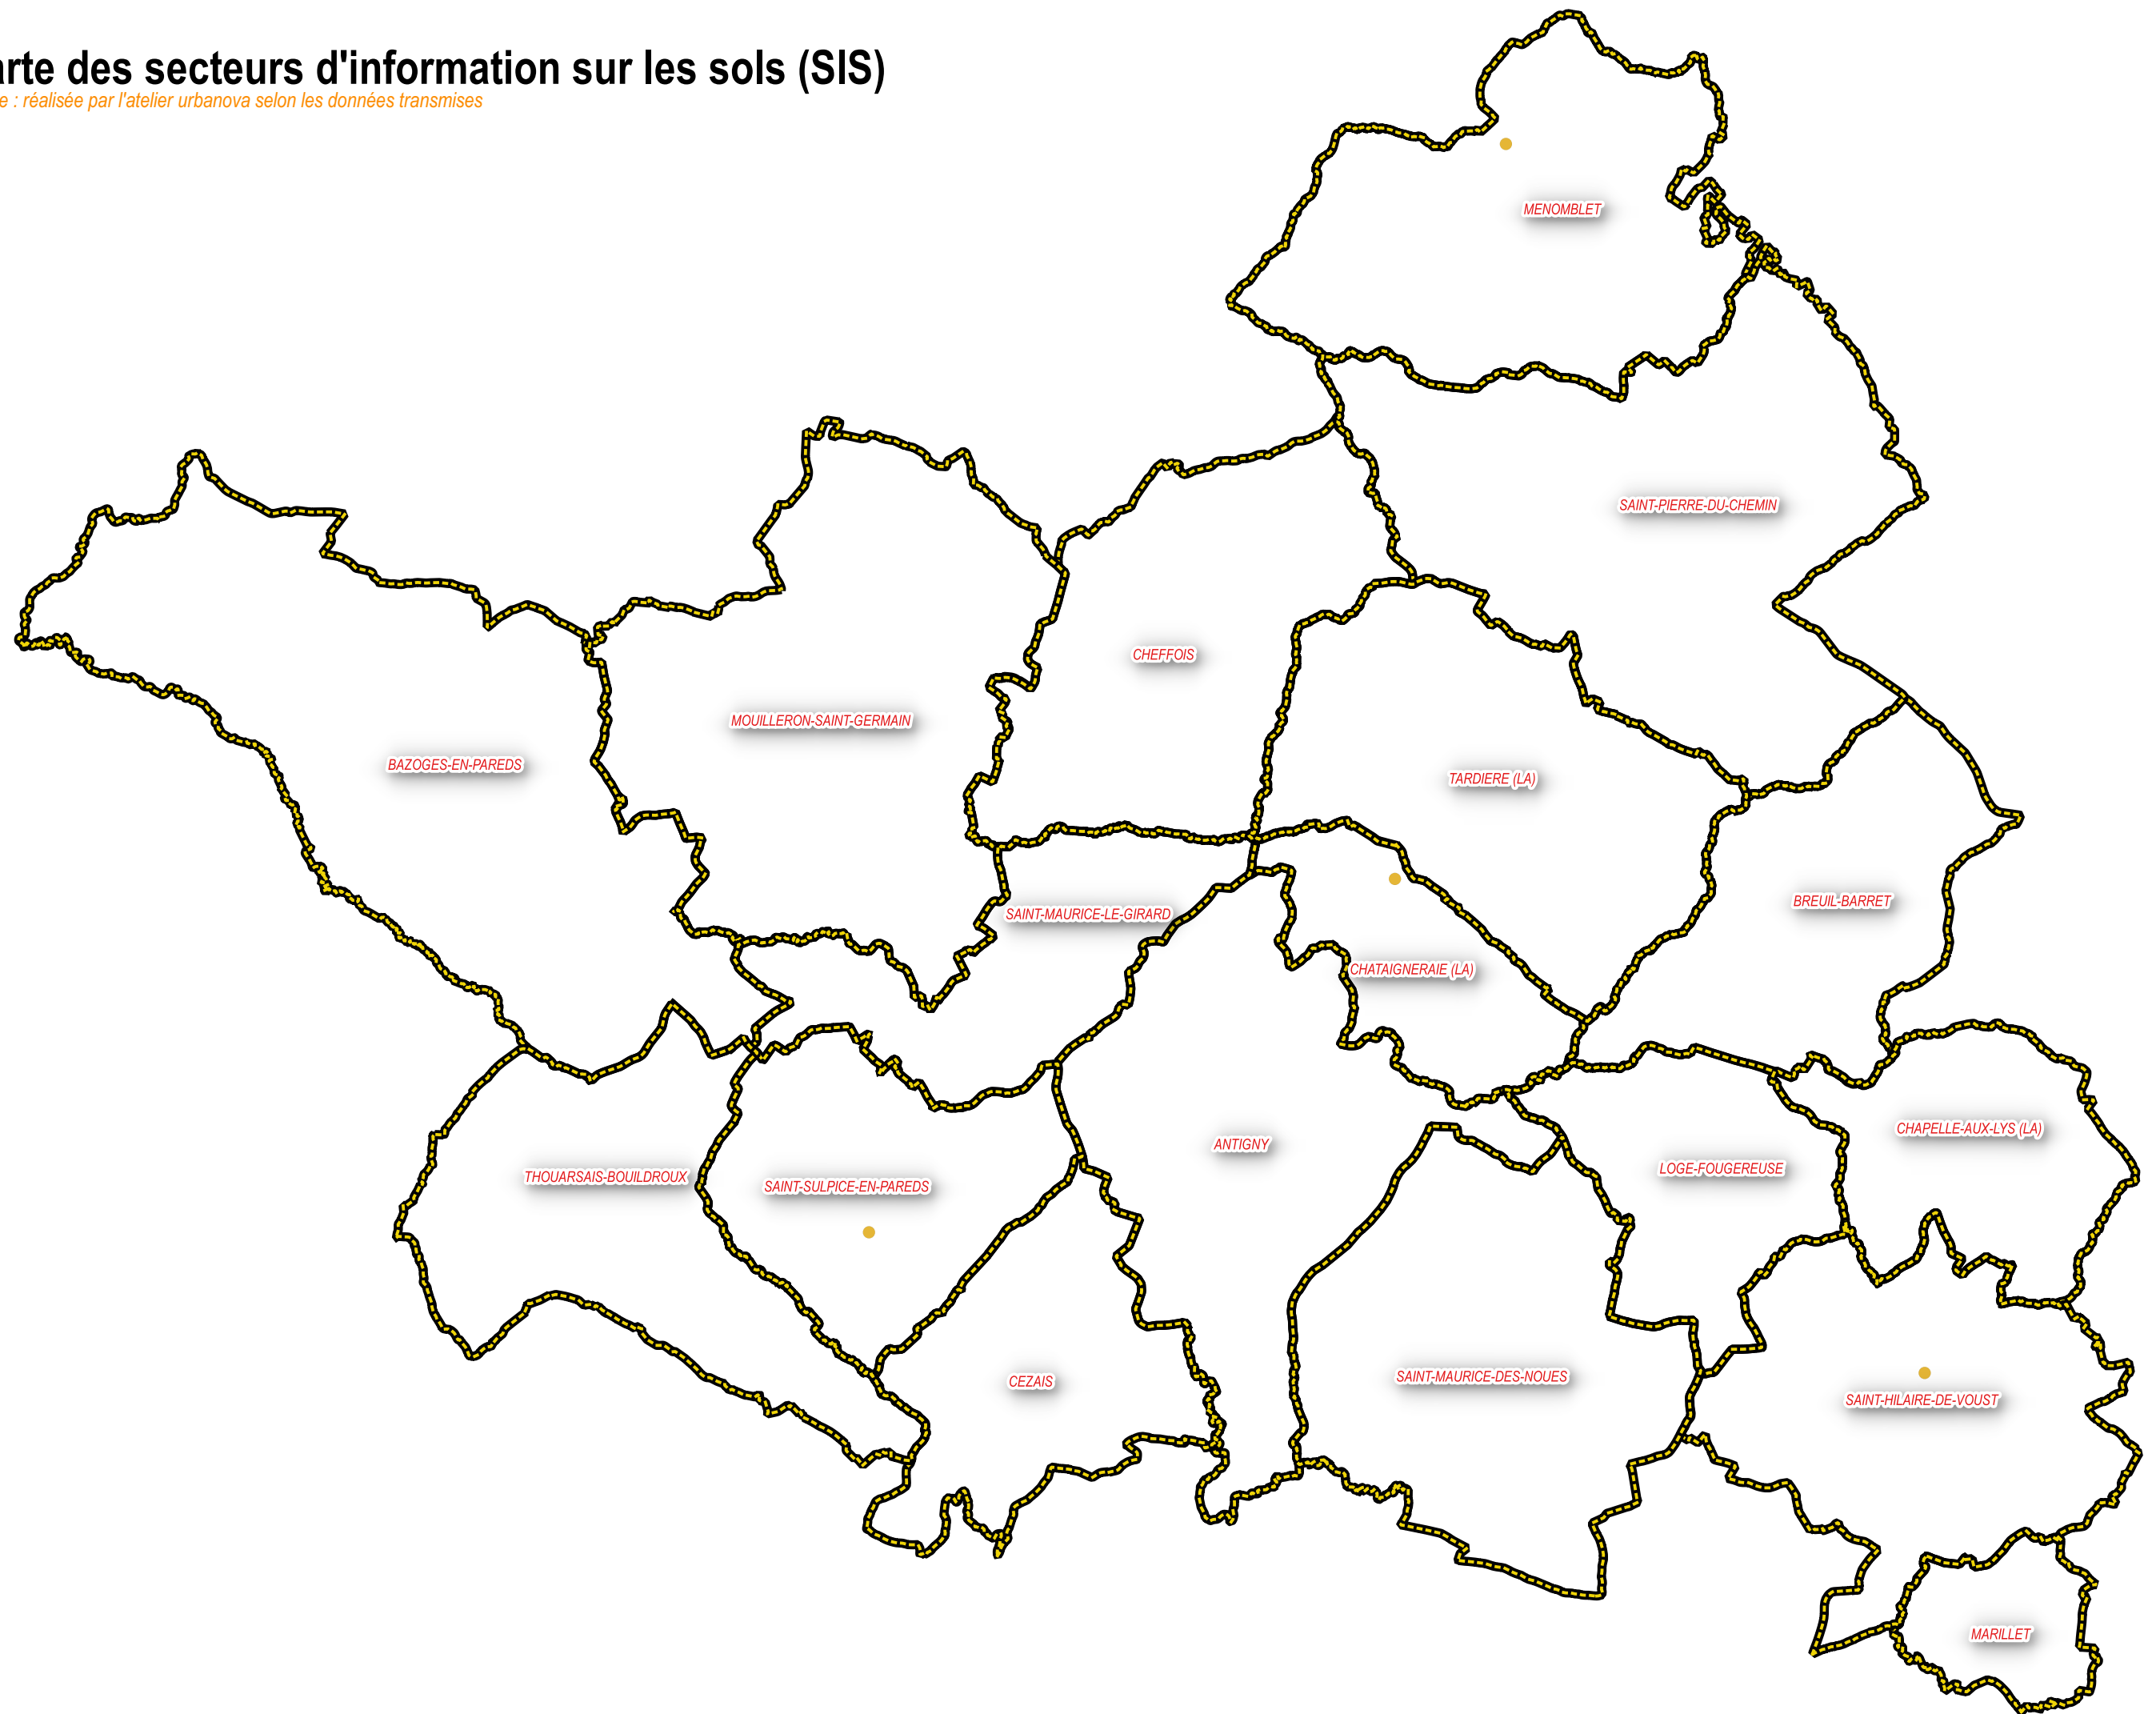 arte des secteurs d'information sur les sols (SIS)
e : réalisée par l'atelier urbanova selon les données transmises
MENOMBLET
SAINT-PIERRE-DU-CHEMIN
CHEFFOIS
MOUILLERON-SAINT-GERMAIN
BAZOGES-EN-PAREDS
TARDIERE (LA)
BREUIL-BARRET
SAINT-MAURICE-LE-GIRARD
CHATAIGNERAIE (LA)
CHAPELLE-AUX-LYS (LA)
ANTIGNY
LOGE-FOUGEREUSE
THOUARSAIS-BOUILDROUX
SAINT-SULPICE-EN-PAREDS
SAINT-MAURICE-DES-NOUES
CEZAIS
SAINT-HILAIRE-DE-VOUST
MARILLET